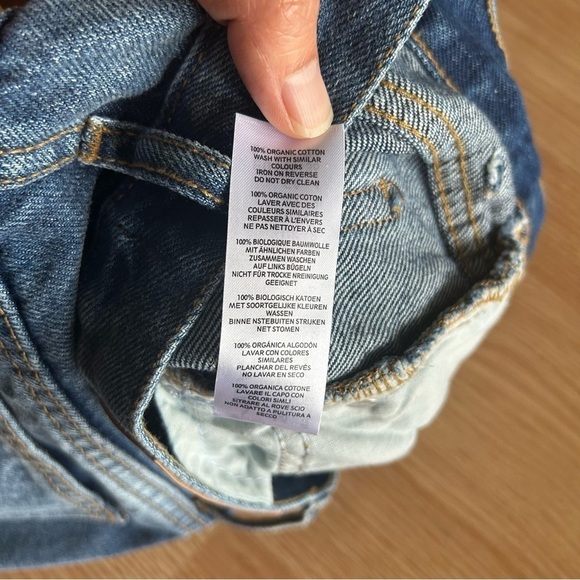 100% ORGANIC COTTON
WASH WITH SIMILAR
COLOURS
IRON ON REVERSE
DO NOT DRY CLEAN
100% ORGANIC COTON
LAVER AVEC DES
COULEURS SIMILAIRES
REPASSER À L'ENVERS
NE PAS NETTOYER À SEC
100% BIOLOGIQUE BAUMWOLLE
MIT ÄHNLICHEN FARBEN
ZUSAMMEN WASCHEN
AUF LINKS BÜGELN
NICHT FÜR TROCKE NREINIGUNG
GEEIGNET
100% BIOLOGISCH KATOEN
MET SOORTGELIJKE KLEUREN
WASSEN
BINNE NSTEBUITEN STRIJKEN
NET STOMEN
100% ORGÁNICA ALGODÓN
LAVAR CON COLORES
SIMILARES
PLANCHAR DEL REVÉS
NO LAVAR EN SECO
100% ORGANICA COTONE
LAVARE IL CAPO CON
COLORI SIMLI
SITRARE AL ROVE SCIO
NON ADATTO A PULITURA A
SECCO